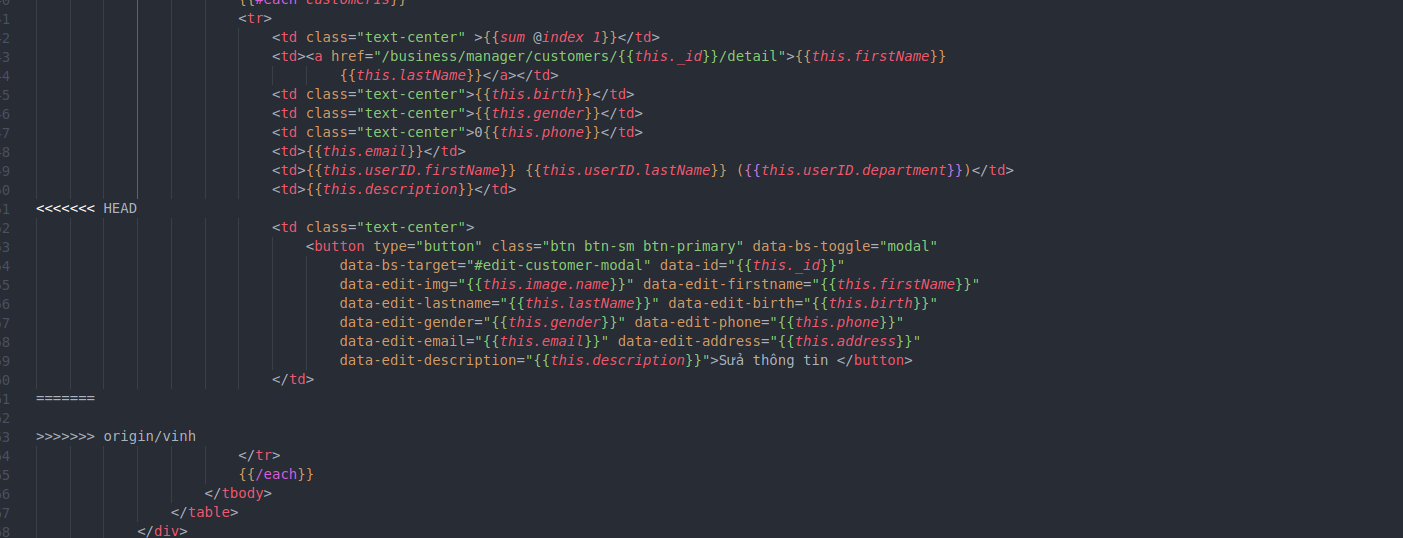 {{#each customer1s}}
<tr>
<td class="text-center" >{{sum @index 1}}</td>
<td><a href="/business/manager/customers/{{this._id}}/detail">{{this.firstName}}
{{this.lastName}}</a></td>
<td class="text-center">{{this.birth}}</td>
<td class="text-center">{{this.gender}}</td>
<td class="text-center">0{{this.phone}}</td>
<td>{{this.email}}</td>
<td>{{this.userID.firstName}} {{this.userID.lastName}} ({{this.userID.department}})</td>
<td>{{this.description}}</td>
<<<<<<< HEAD
<td class="text-center">
<button type="button" class="btn btn-sm btn-primary" data-bs-toggle="modal"
data-bs-target="#edit-customer-modal" data-id="{{this._id}}"
data-edit-img="{{this.image.name}}" data-edit-firstname="{{this.firstName}}"
data-edit-lastname="{{this.lastName}}" data-edit-birth="{{this.birth}}"
data-edit-gender="{{this.gender}}" data-edit-phone="{{this.phone}}"
data-edit-email="{{this.email}}" data-edit-address="{{this.address}}"
data-edit-description="{{this.description}}">Sửa thông tin </button>
</td>
=======
>>>>>>> origin/vinh
</tr>
{{/each}}
</tbody>
</table>
</div>